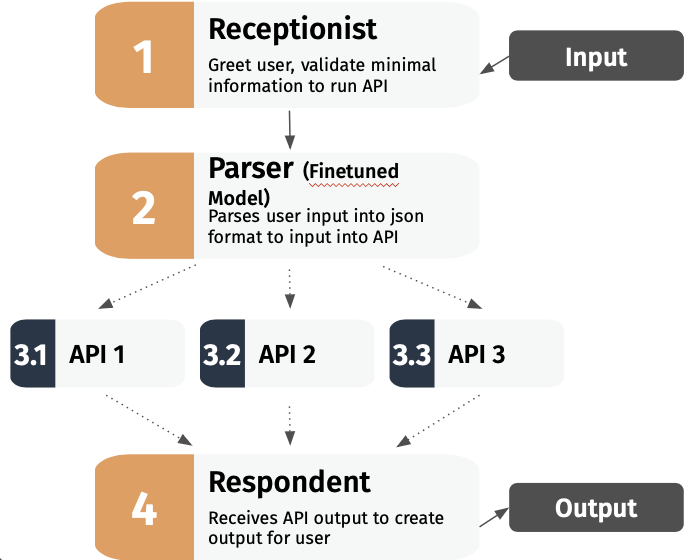 1
Receptionist
Greet user, validate minimal
information to run API
Input
2
Parser (Finetuned
Model)
Parses user input into json
format to input into API
3.1 API 1
3.2 API 2
3.3 API 3
4
Respondent
Receives API output to create
output for user
Output